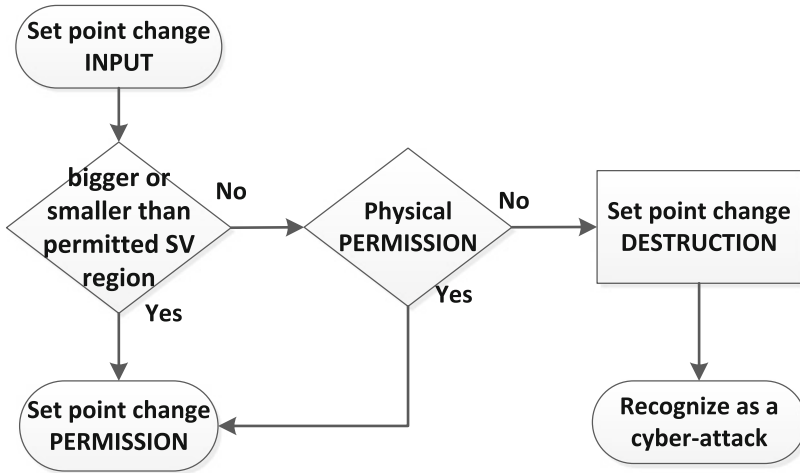 Set point change
INPUT
bigger or
smaller than
permitted SV
region
No
Yes
Physical
PERMISSION
No
Yes
Set point change
DESTRUCTION
Set point change
PERMISSION
Recognize as a
cyber-attack